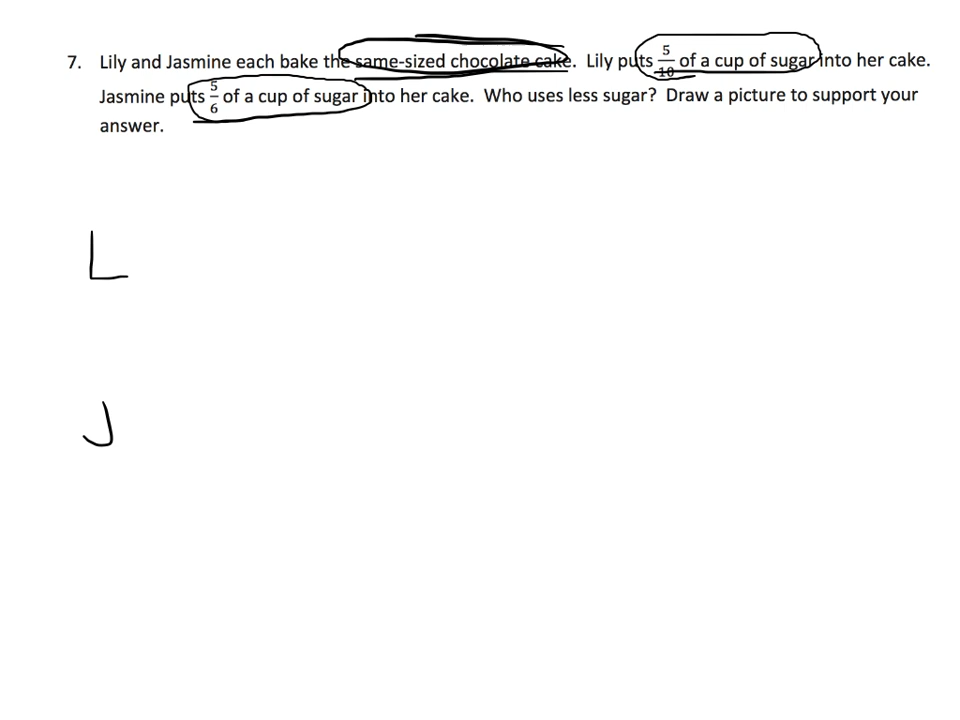 7. Lily and Jasmine each bake the same-sized chocolate cake. Lily puts 5/10 of a cup of sugar into her cake.
Jasmine puts 5/6 of a cup of sugar into her cake. Who uses less sugar? Draw a picture to support your
answer.
L
J